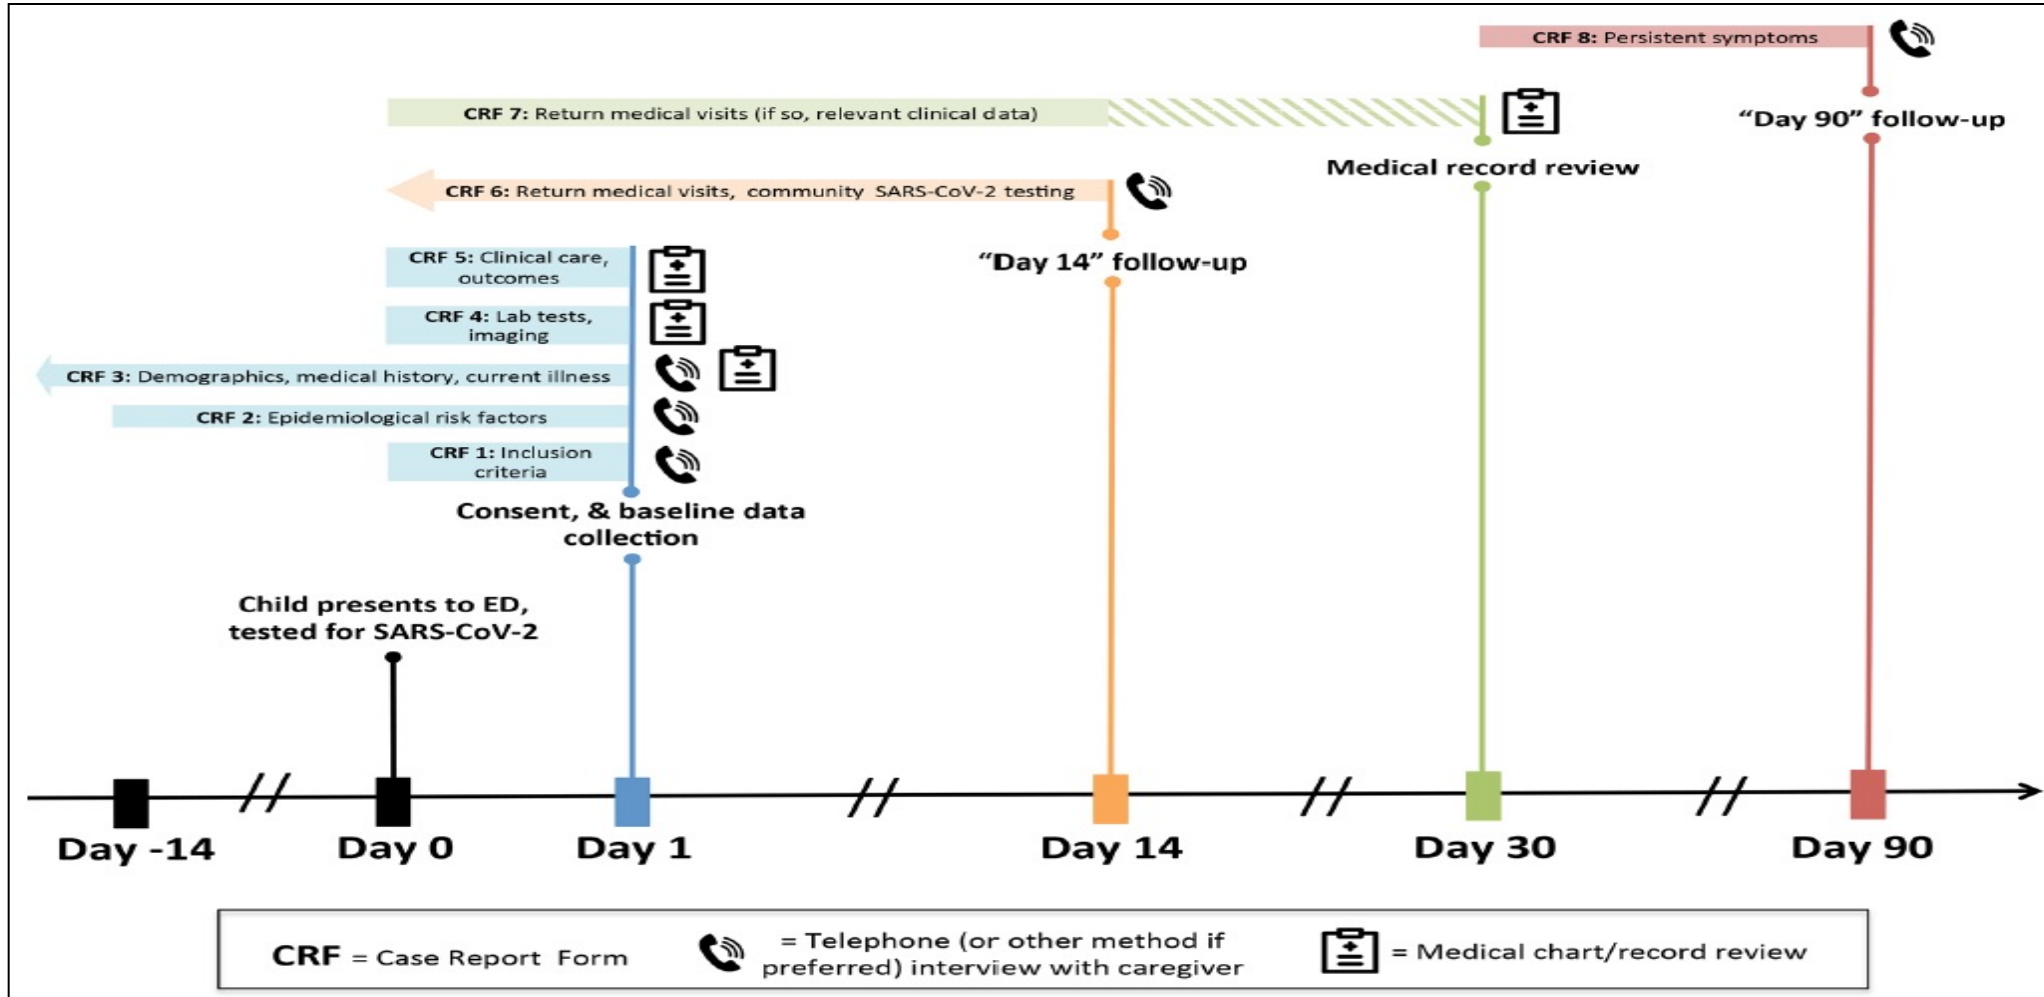 CRF 8: Persistent symptoms
CRF 7: Return medical visits (if so, relevant clinical data)
“Day 90” follow-up
Medical record review
CRF 6: Return medical visits, community SARS-CoV-2 testing
“Day 14” follow-up
CRF 5: Clinical care,
outcomes
CRF 4: Lab tests,
imaging
CRF 3: Demographics, medical history, current illness
CRF 2: Epidemiological risk factors
CRF 1: Inclusion
criteria
Consent, & baseline data
collection
Child presents to ED,
tested for SARS-CoV-2
Day -14
Day 0
Day 1
Day 14
Day 30
Day 90
CRF = Case Report Form
= Telephone (or other method if
preferred) interview with caregiver
= Medical chart/record review